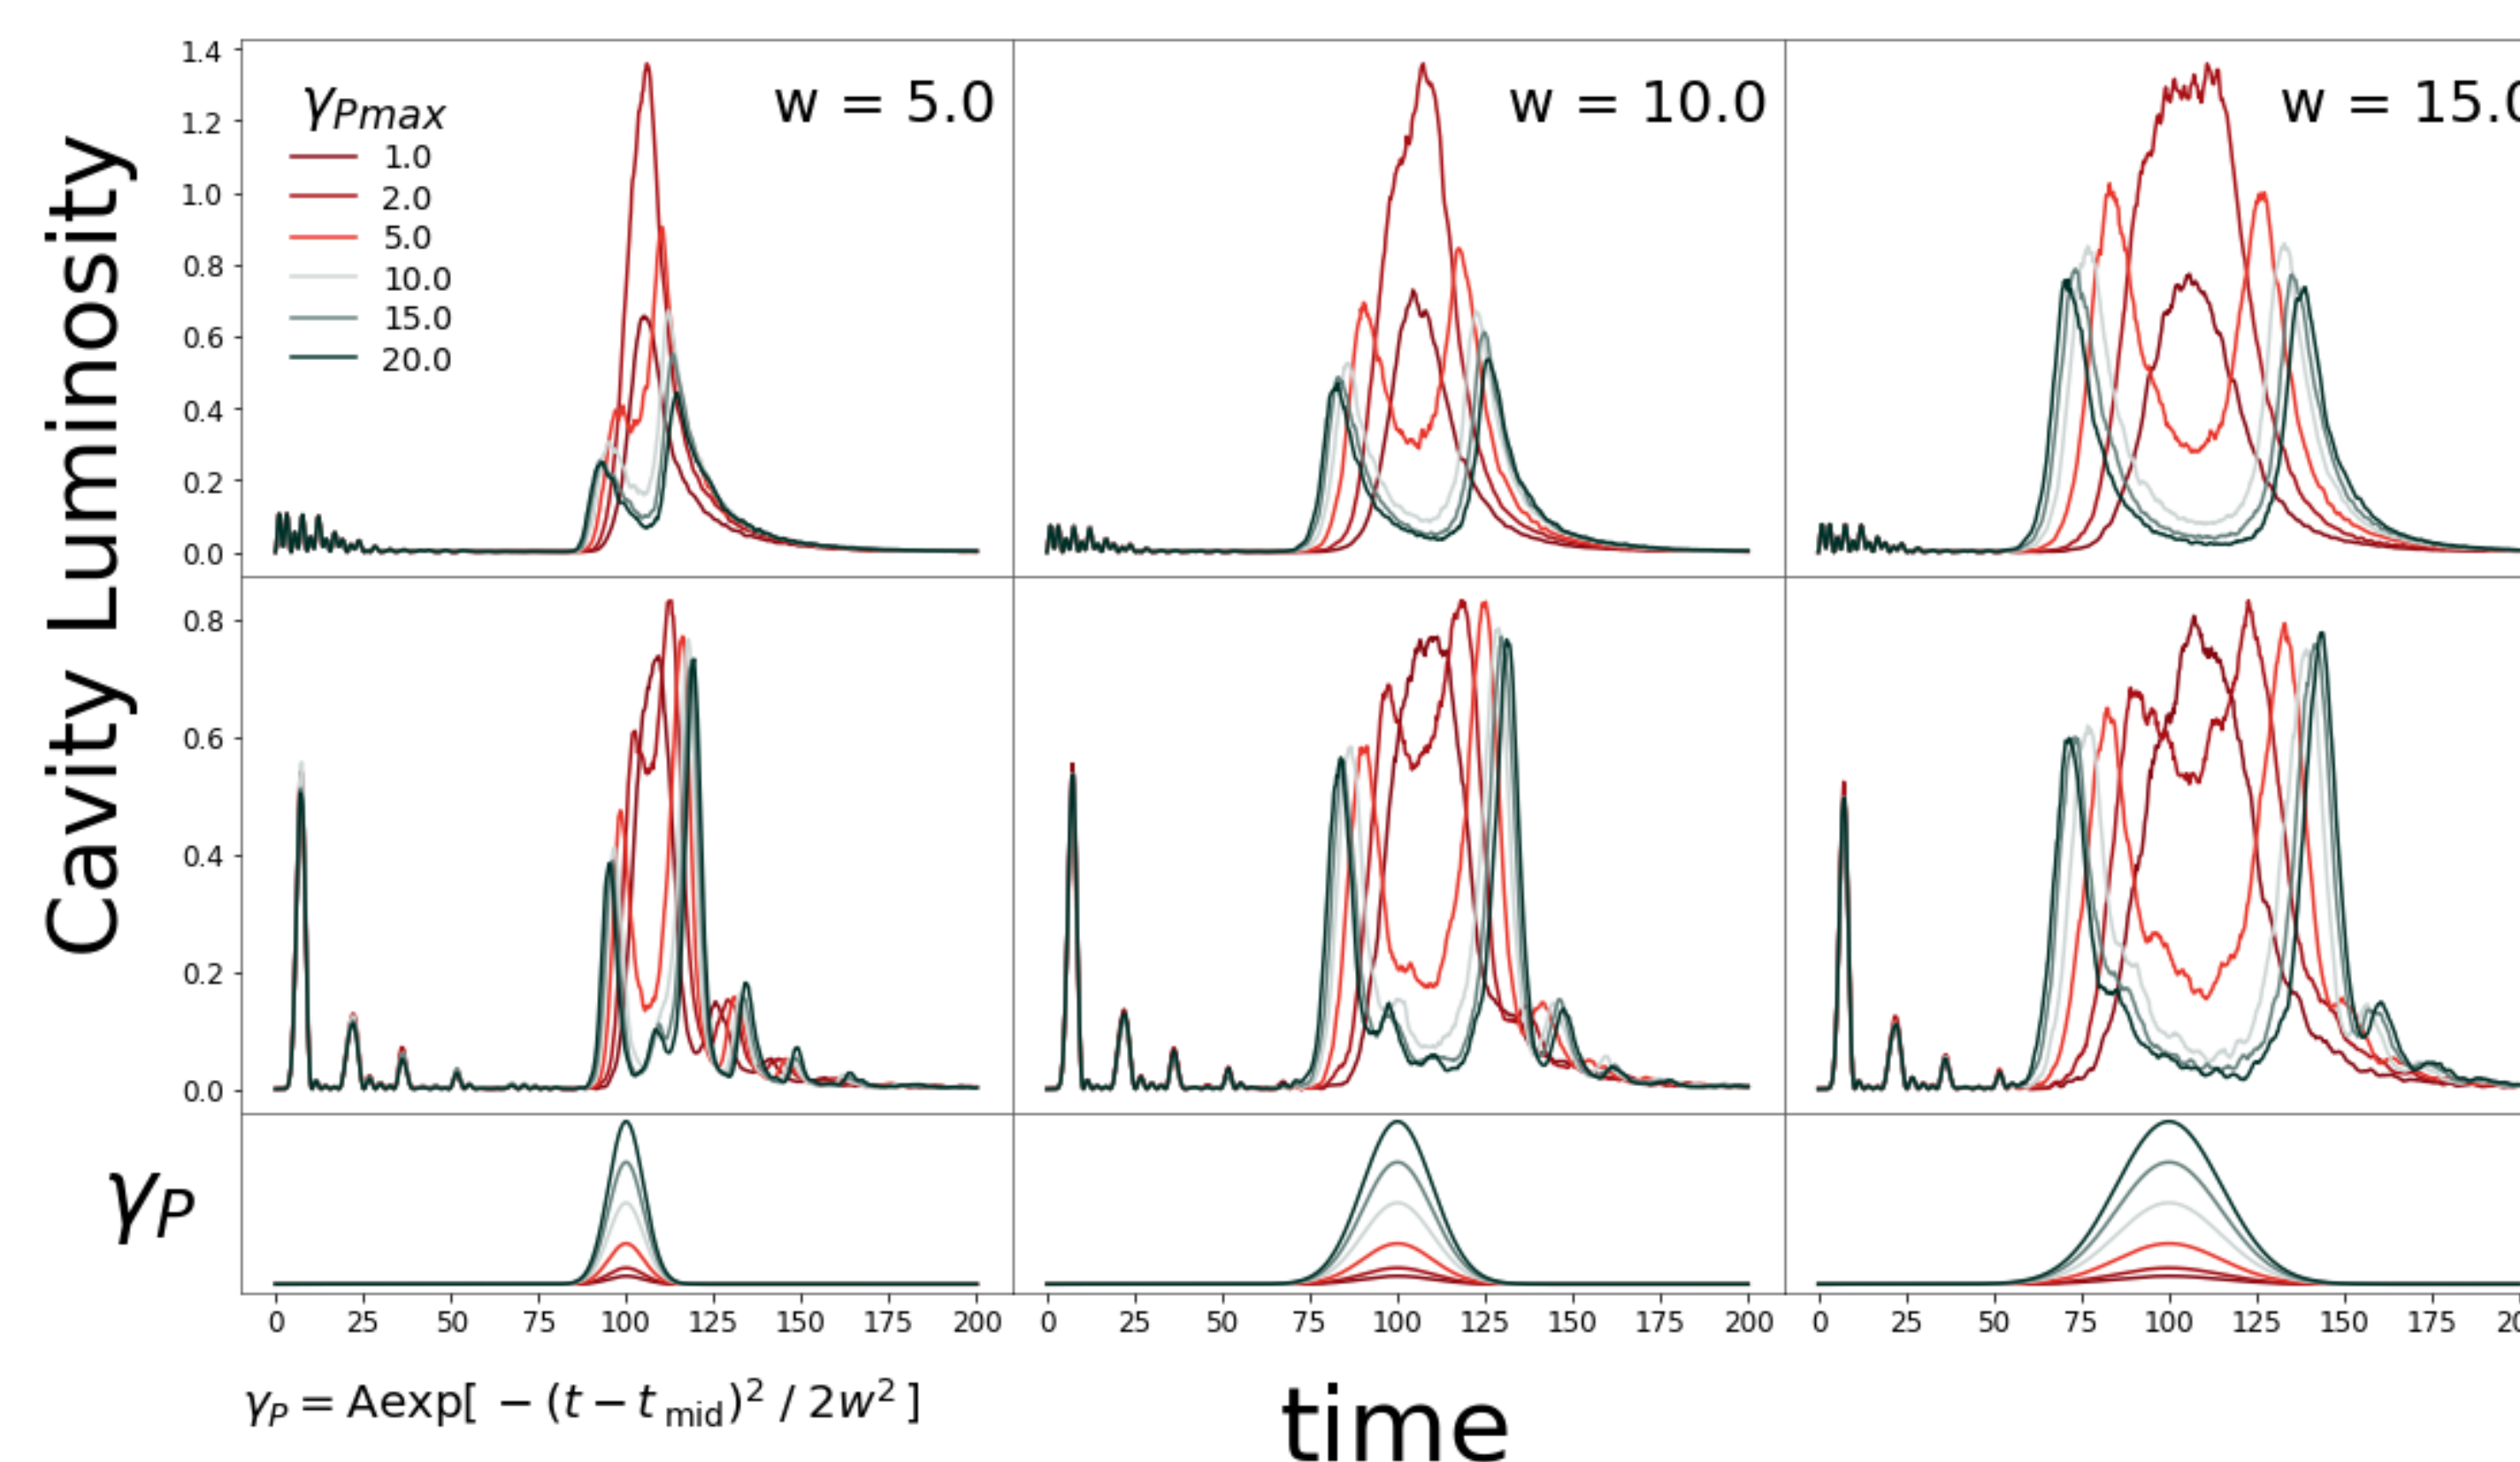 1.4
1.2
1.0
0.8
0.6
0.4
0.2
0.0
γPmax
1.0
2.0
5.0
10.0
15.0
20.0
w = 5.0
w = 10.0
w = 15.0
Cavity Luminosity
0.8
0.6
0.4
0.2
0.0
γP
0 25 50 75 100 125 150 175 200
0 25 50 75 100 125 150 175 200
0 25 50 75 100 125 150 175 20
γP = Aexp[ − (t − t mid)² / 2w² ]
time